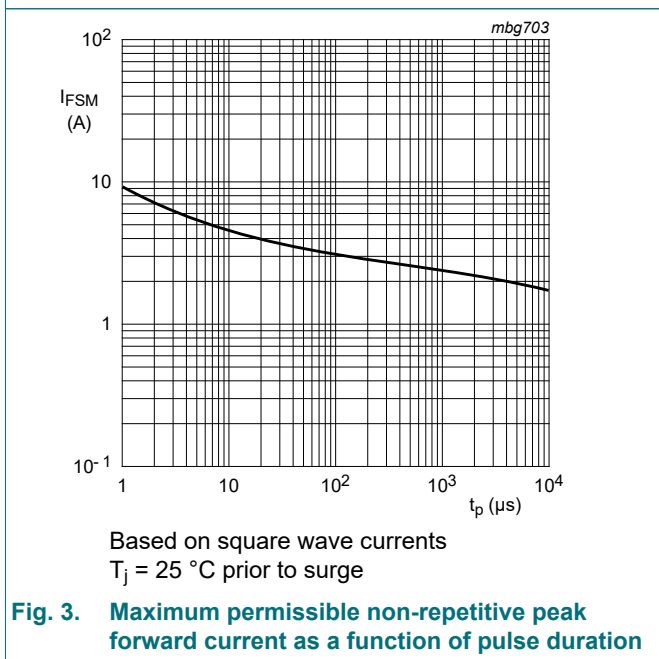 mbg703
10²
I_FSM
(A)
10
1
10⁻¹
1
10
10²
10³
10⁴
t_p (µs)
Based on square wave currents
T_j = 25 °C prior to surge
Fig. 3. Maximum permissible non-repetitive peak
forward current as a function of pulse duration